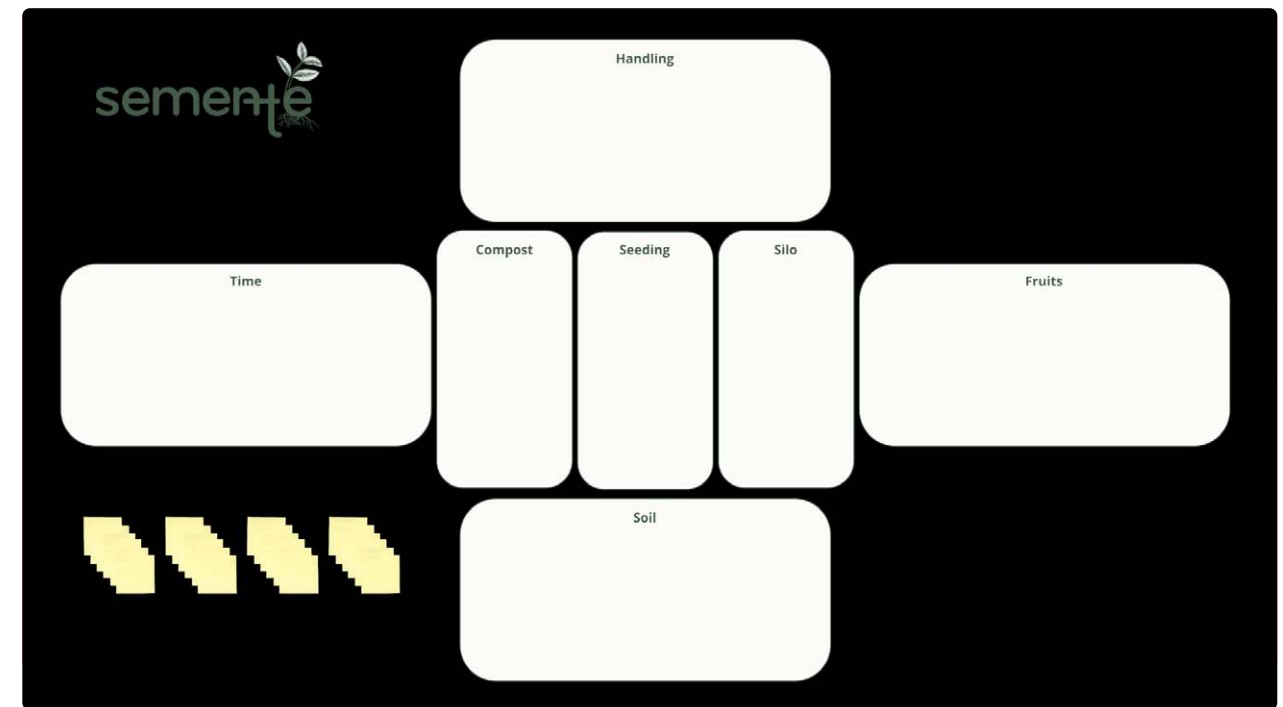 semente
Handling
Compost
Seeding
Silo
Time
Fruits
Soil